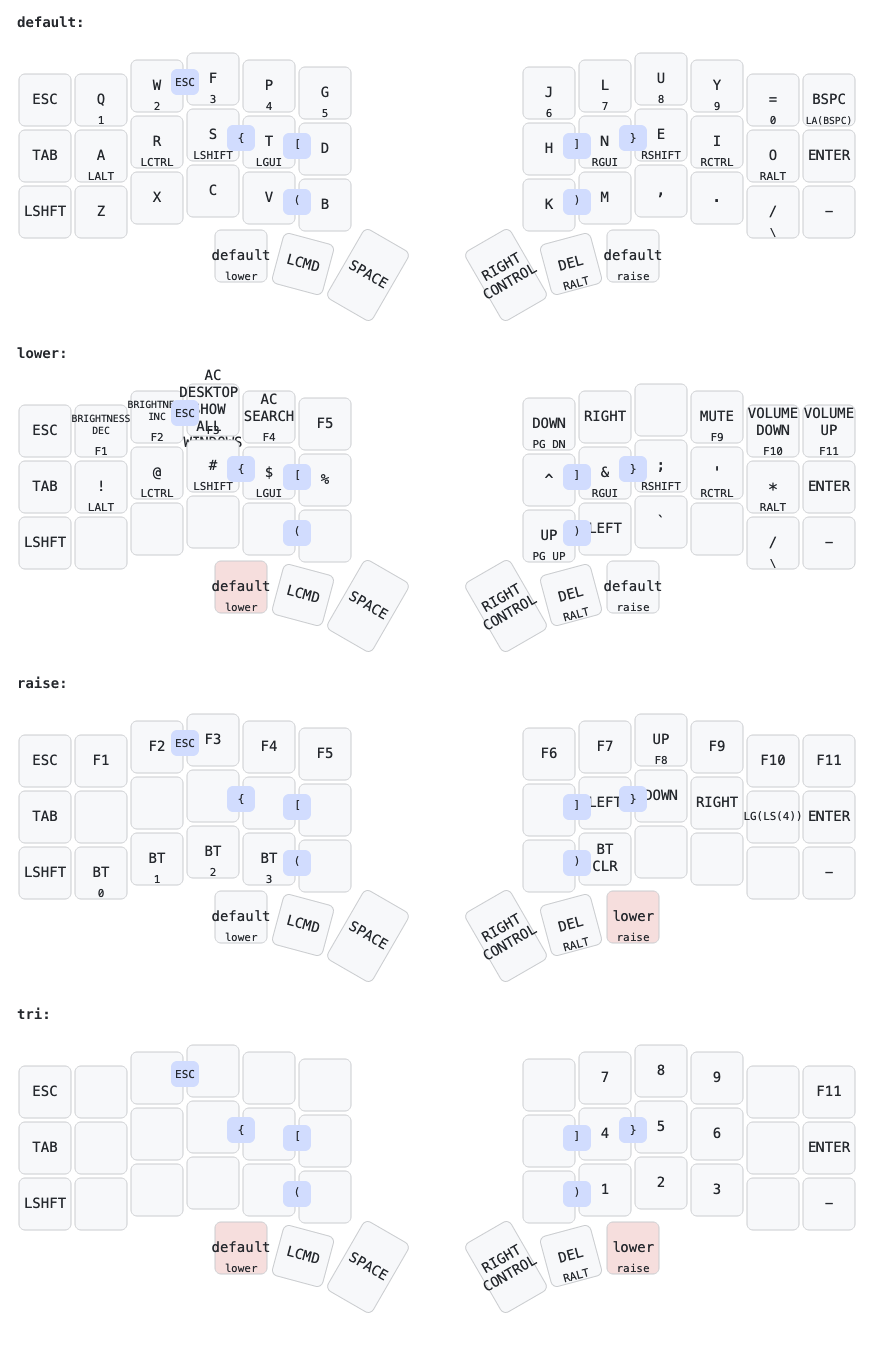 default:
ESC Q W ESC F P G J L U Y = BSPC
1 2 3 4 5 6 7 8 9 0 LA(BSPC)
TAB A R S { T [ D H ] N } E I O ENTER
LALT LCTRL LSHIFT LGUI RGUI RSHIFT RCTRL RALT
LSHFT Z X C V ( B K ) M , . / -
\
default LCMD SPACE RIGHT CONTROL DEL default
lower RALT raise
lower:
ESC BRIGHTNESS DEC BRIGHTNESS INC ESC AC DESKTOP SHOW ALL WINDOWS AC SEARCH F5 DOWN RIGHT MUTE VOLUME DOWN VOLUME UP
F1 F2 F3 F4 PG DN F9 F10 F11
TAB ! @ # { $ [ % ^ ] & } ; ' * ENTER
LALT LCTRL LSHIFT LGUI RGUI RSHIFT RCTRL RALT
LSHFT ( UP ) LEFT ` / -
PG UP \
default LCMD SPACE RIGHT CONTROL DEL default
lower RALT raise
raise:
ESC F1 F2 ESC F3 F4 F5 F6 F7 UP F9 F10 F11
F8
TAB { [ ] LEFT } DOWN RIGHT LG(LS(4)) ENTER
LSHFT BT BT BT BT ( ) BT CLR -
0 1 2 3
default LCMD SPACE RIGHT CONTROL DEL lower
lower RALT raise
tri:
ESC ESC 7 8 9 F11
TAB { [ ] 4 } 5 6 ENTER
LSHFT ( ) 1 2 3 -
default LCMD SPACE RIGHT CONTROL DEL lower
lower RALT raise